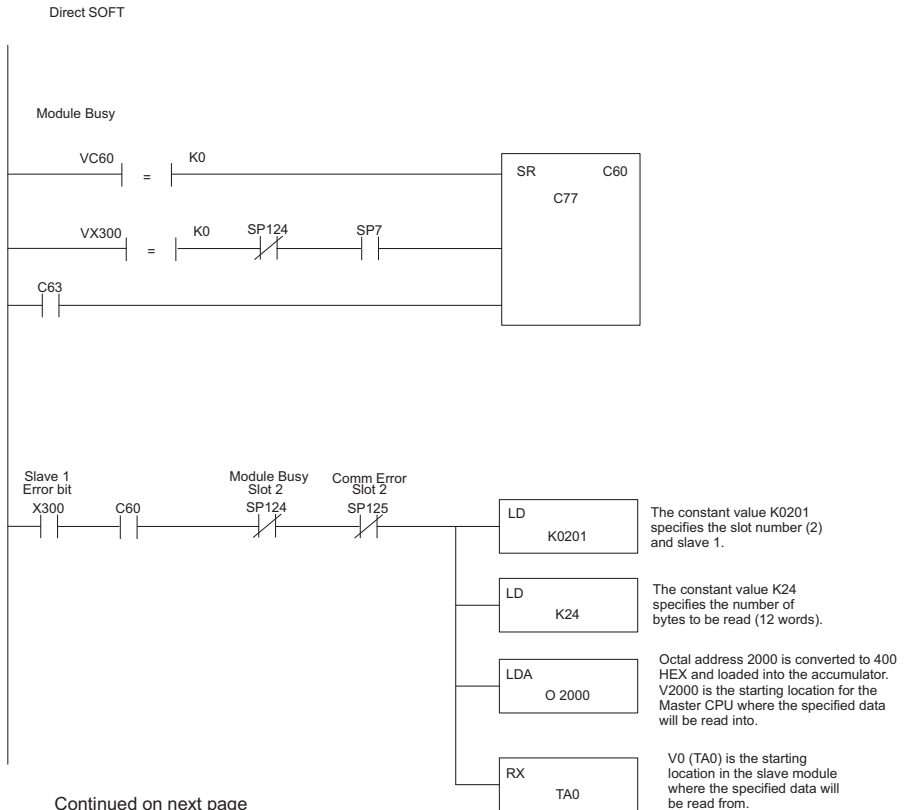 Direct SOFT
Module Busy
VC60 = K0
SR C60
C77
VX300 = K0 SP124 SP7
C63
Slave 1
Error bit
X300
C60
Module Busy
Slot 2
SP124
Comm Error
Slot 2
SP125
LD
K0201
The constant value K0201
specifies the slot number (2)
and slave 1.
LD
K24
The constant value K24
specifies the number of
bytes to be read (12 words).
LDA
O 2000
Octal address 2000 is converted to 400
HEX and loaded into the accumulator.
V2000 is the starting location for the
Master CPU where the specified data
will be read into.
RX
TA0
V0 (TA0) is the starting
location in the slave module
where the specified data will
be read from.
Continued on next page